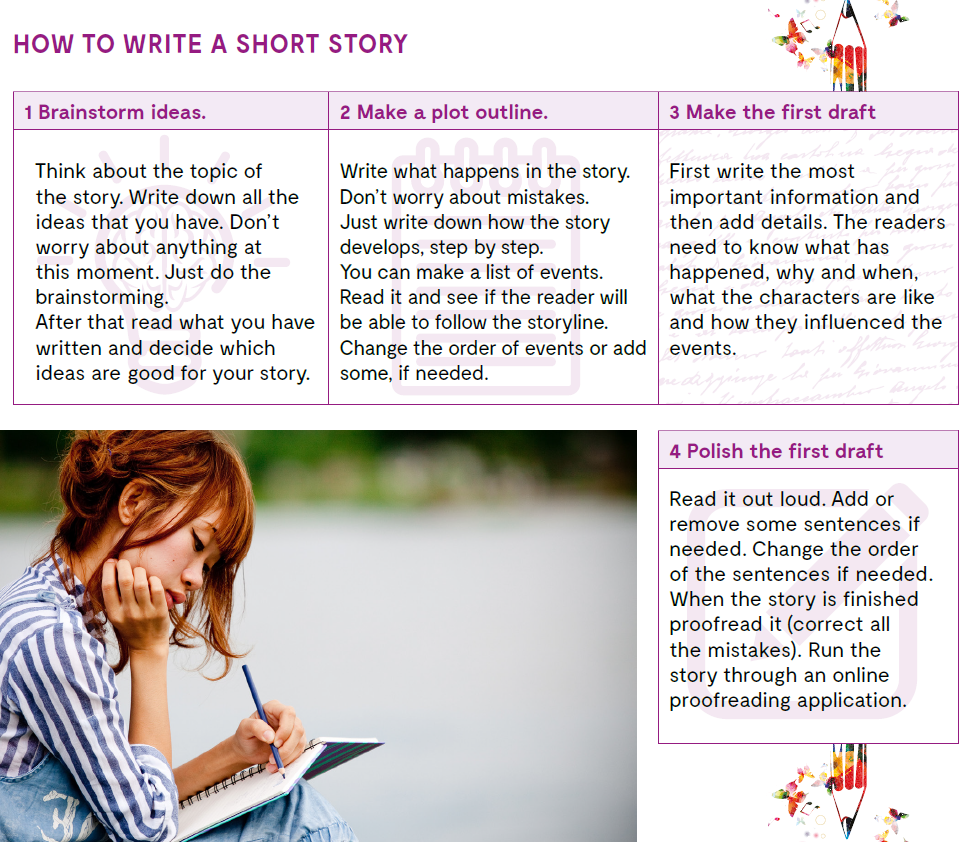 HOW TO WRITE A SHORT STORY
1 Brainstorm ideas.
Think about the topic of
the story. Write down all the
ideas that you have. Don’t
worry about anything at
this moment. Just do the
brainstorming.
After that read what you have
written and decide which
ideas are good for your story.
2 Make a plot outline.
Write what happens in the story.
Don’t worry about mistakes.
Just write down how the story
develops, step by step.
You can make a list of events.
Read it and see if the reader will
be able to follow the storyline.
Change the order of events or add
some, if needed.
3 Make the first draft
First write the most
important information and
then add details. The readers
need to know what has
happened, why and when,
what the characters are like
and how they influenced the
events.
4 Polish the first draft
Read it out loud. Add or
remove some sentences if
needed. Change the order
of the sentences if needed.
When the story is finished
proofread it (correct all
the mistakes). Run the
story through an online
proofreading application.